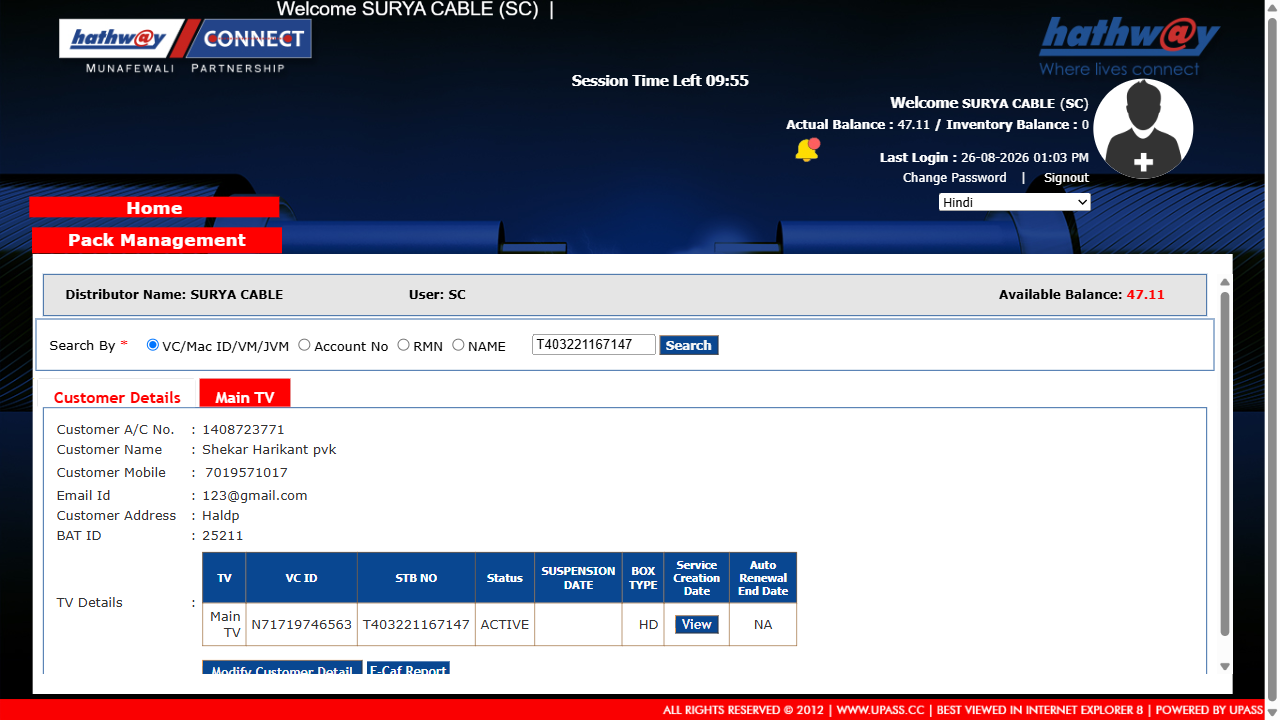 Welcome SURYA CABLE (SC) |
hathway CONNECT
MUNAFEWALI PARTNERSHIP
hathw@y
Where lives connect
Session Time Left 09:55
Welcome SURYA CABLE (SC)
Actual Balance : 47.11 / Inventory Balance : 0
Last Login : 26-08-2026 01:03 PM
Change Password | Signout
Hindi
Home
Pack Management
Distributor Name: SURYA CABLE User: SC Available Balance: 47.11
Search By * VC/Mac ID/VM/JVM Account No RMN NAME T403221167147 Search
Customer Details Main TV
Customer A/C No. : 1408723771
Customer Name : Shekar Harikant pvk
Customer Mobile : 7019571017
Email Id : 123@gmail.com
Customer Address : Haldp
BAT ID : 25211
TV Details :
TV VC ID STB NO Status SUSPENSION DATE BOX TYPE Service Creation Date Auto Renewal End Date
Main TV N71719746563 T403221167147 ACTIVE HD View NA
Modify Customer Detail E-Caf Report
ALL RIGHTS RESERVED © 2012 | WWW.UPASS.CC | BEST VIEWED IN INTERNET EXPLORER 8 | POWERED BY UPASS